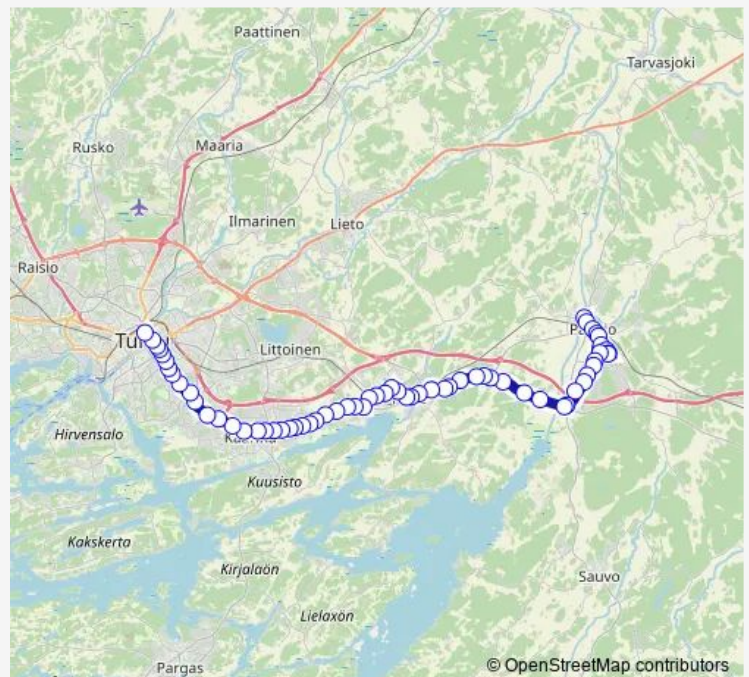 Paattinen
Tarvasjoki
Rusko
Maaria
Ilmarinen
Lieto
Raisio
Littoinen
Hirvensalo
Kuusisto
Kakskerta
Kirjalaön
Sauvo
Lielaxön
Pargas
© OpenStreetMap contributors